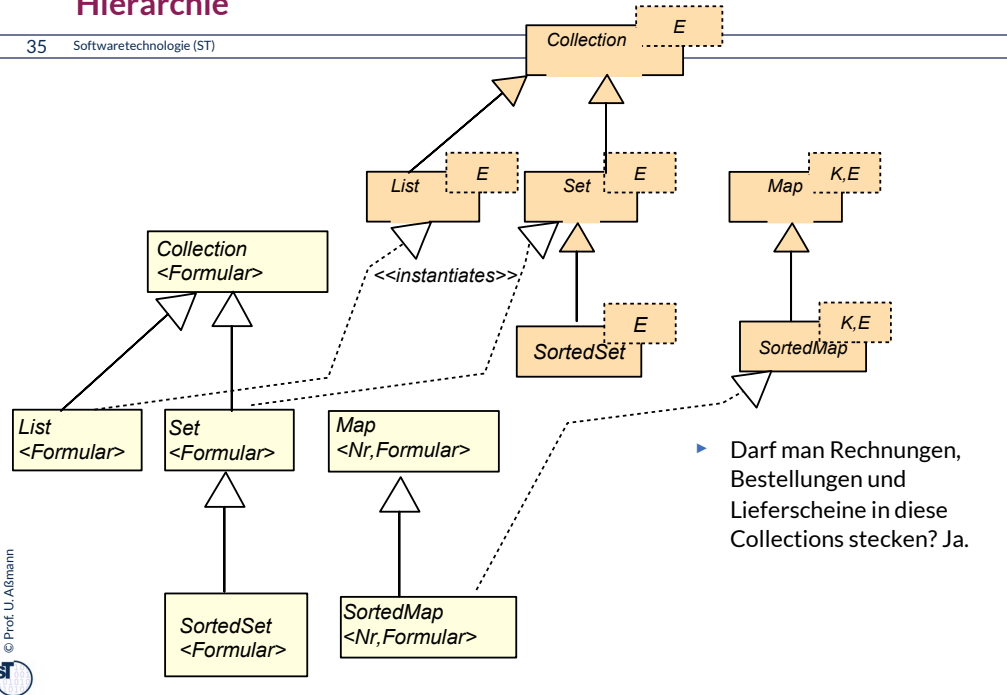 Hierarchie
35 Softwaretechnologie (ST)
Collection
E
List
E
Set
E
Map
K,E
Collection
<Formular>
<<instantiates>>
SortedSet
E
SortedMap
K,E
List
<Formular>
Set
<Formular>
Map
<Nr,Formular>
Darf man Rechnungen,
Bestellungen und
Lieferscheine in diese
Collections stecken? Ja.
SortedSet
<Formular>
SortedMap
<Nr,Formular>
© Prof. U. Aßmann
ST